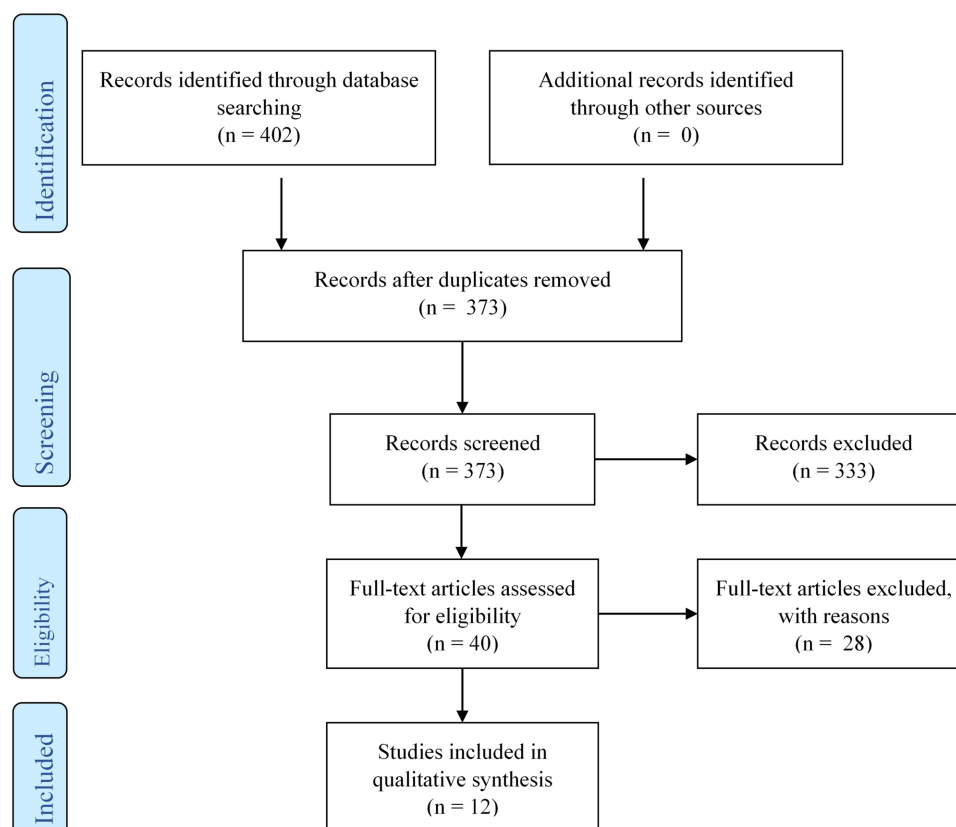 Identification
Records identified through database
searching
(n = 402)
Additional records identified
through other sources
(n = 0)
Records after duplicates removed
(n = 373)
Screening
Records screened
(n = 373)
Records excluded
(n = 333)
Eligibility
Full-text articles assessed
for eligibility
(n = 40)
Full-text articles excluded,
with reasons
(n = 28)
Included
Studies included in
qualitative synthesis
(n = 12)